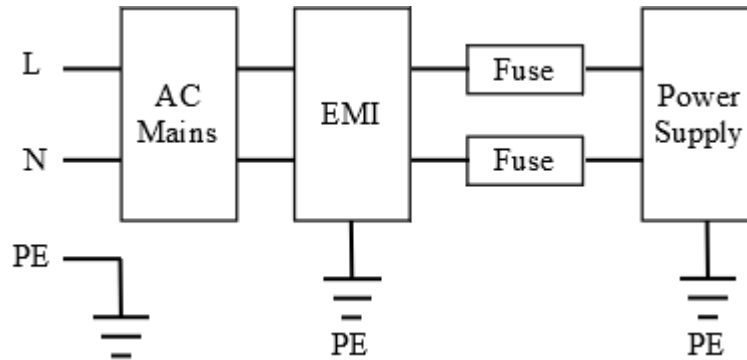 L
N
PE
AC
Mains
EMI
Fuse
Fuse
Power
Supply
PE
PE